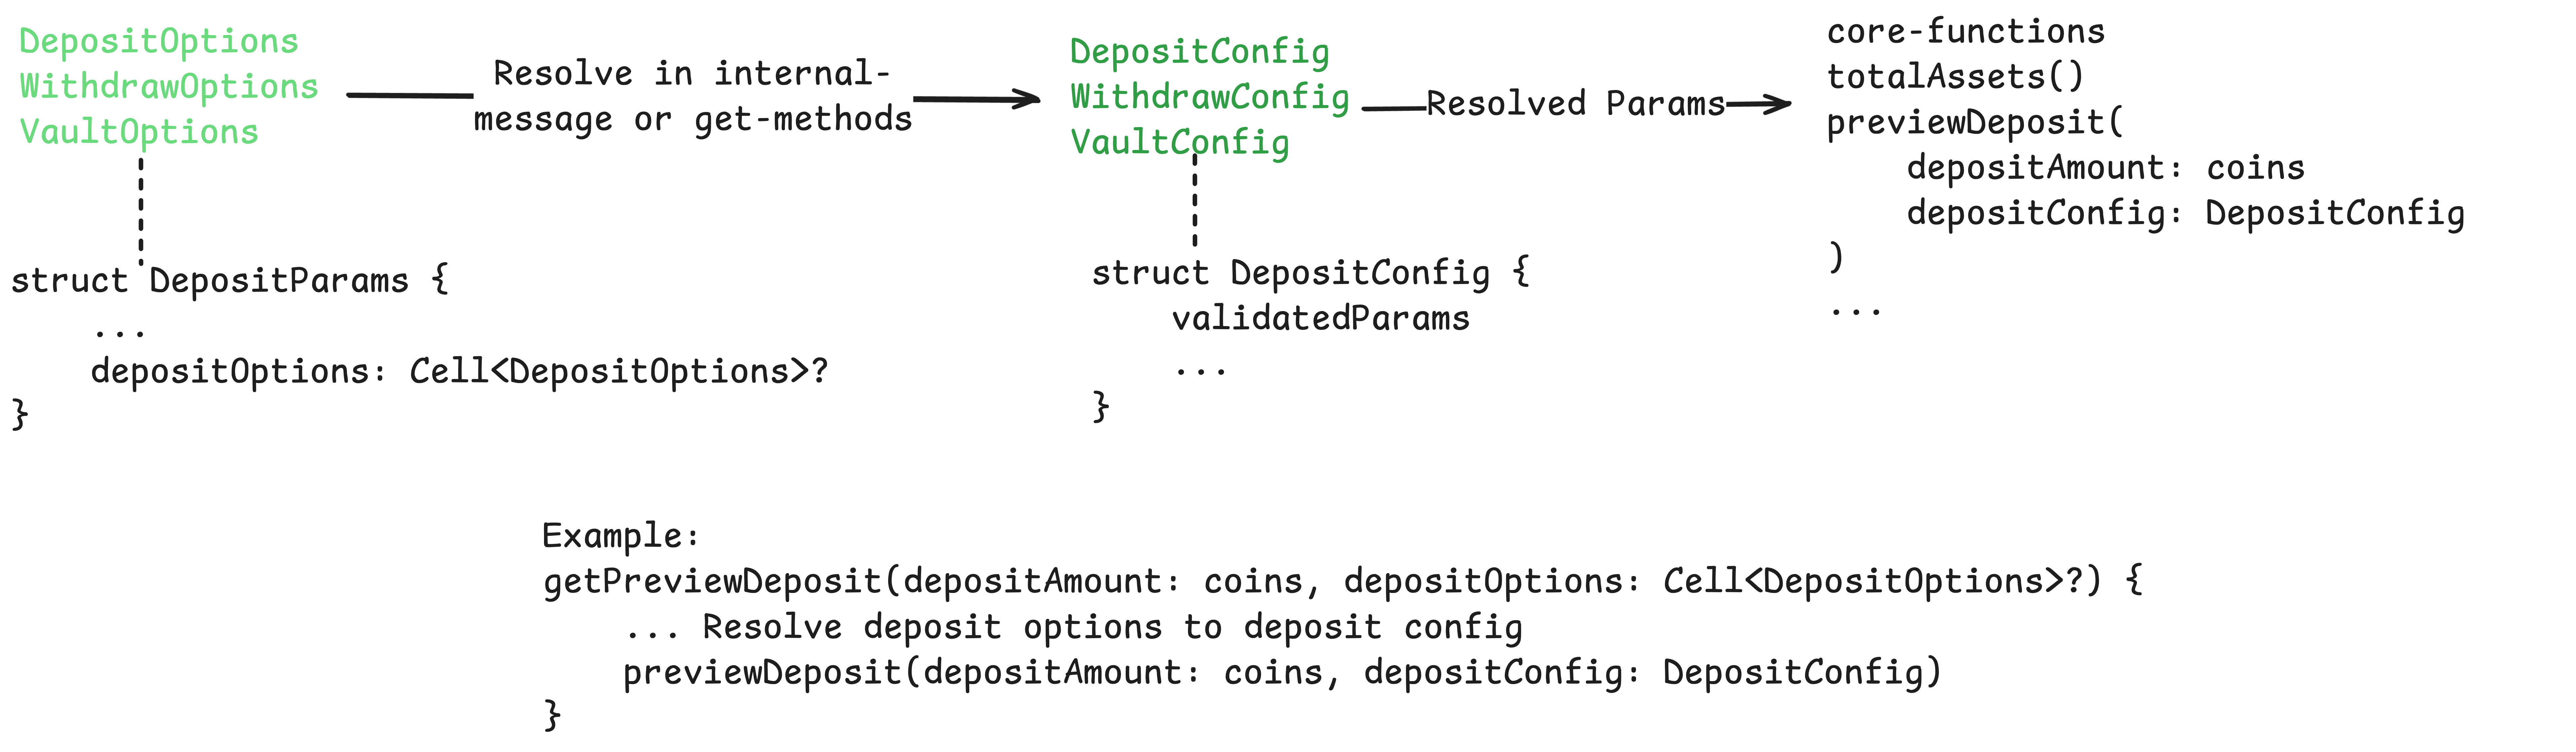 DepositOptions
WithdrawOptions
VaultOptions
Resolve in internal-
message or get-methods
DepositConfig
WithdrawConfig
VaultConfig
Resolved Params
core-functions
totalAssets()
previewDeposit(
    depositAmount: coins
    depositConfig: DepositConfig
)
...
struct DepositParams {
    ...
    depositOptions: Cell<DepositOptions>?
}
struct DepositConfig {
    validatedParams
    ...
}
Example:
getPreviewDeposit(depositAmount: coins, depositOptions: Cell<DepositOptions>?) {
    ... Resolve deposit options to deposit config
    previewDeposit(depositAmount: coins, depositConfig: DepositConfig)
}